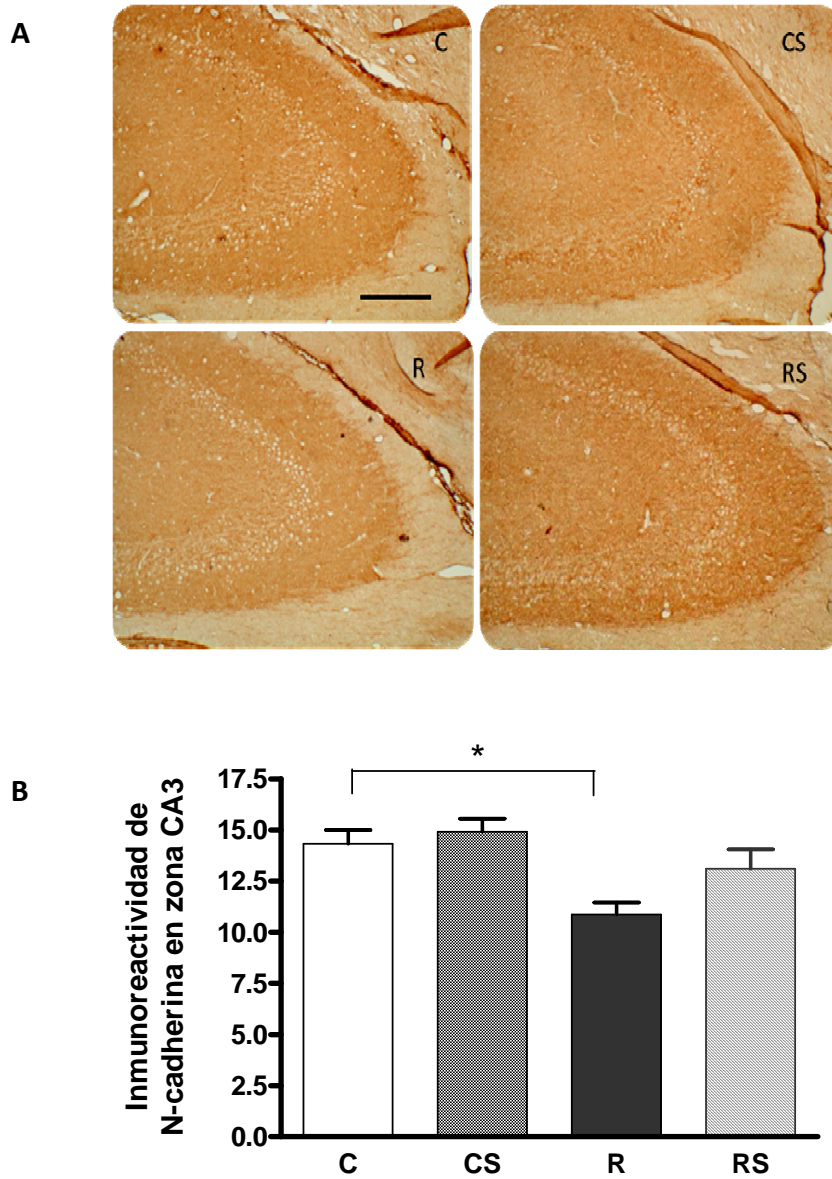 A
C
CS
R
RS
B
*
Inmunoreactividad de
N-cadherina en zona CA3
17.5
15.0
12.5
10.0
7.5
5.0
2.5
0.0
C CS R RS